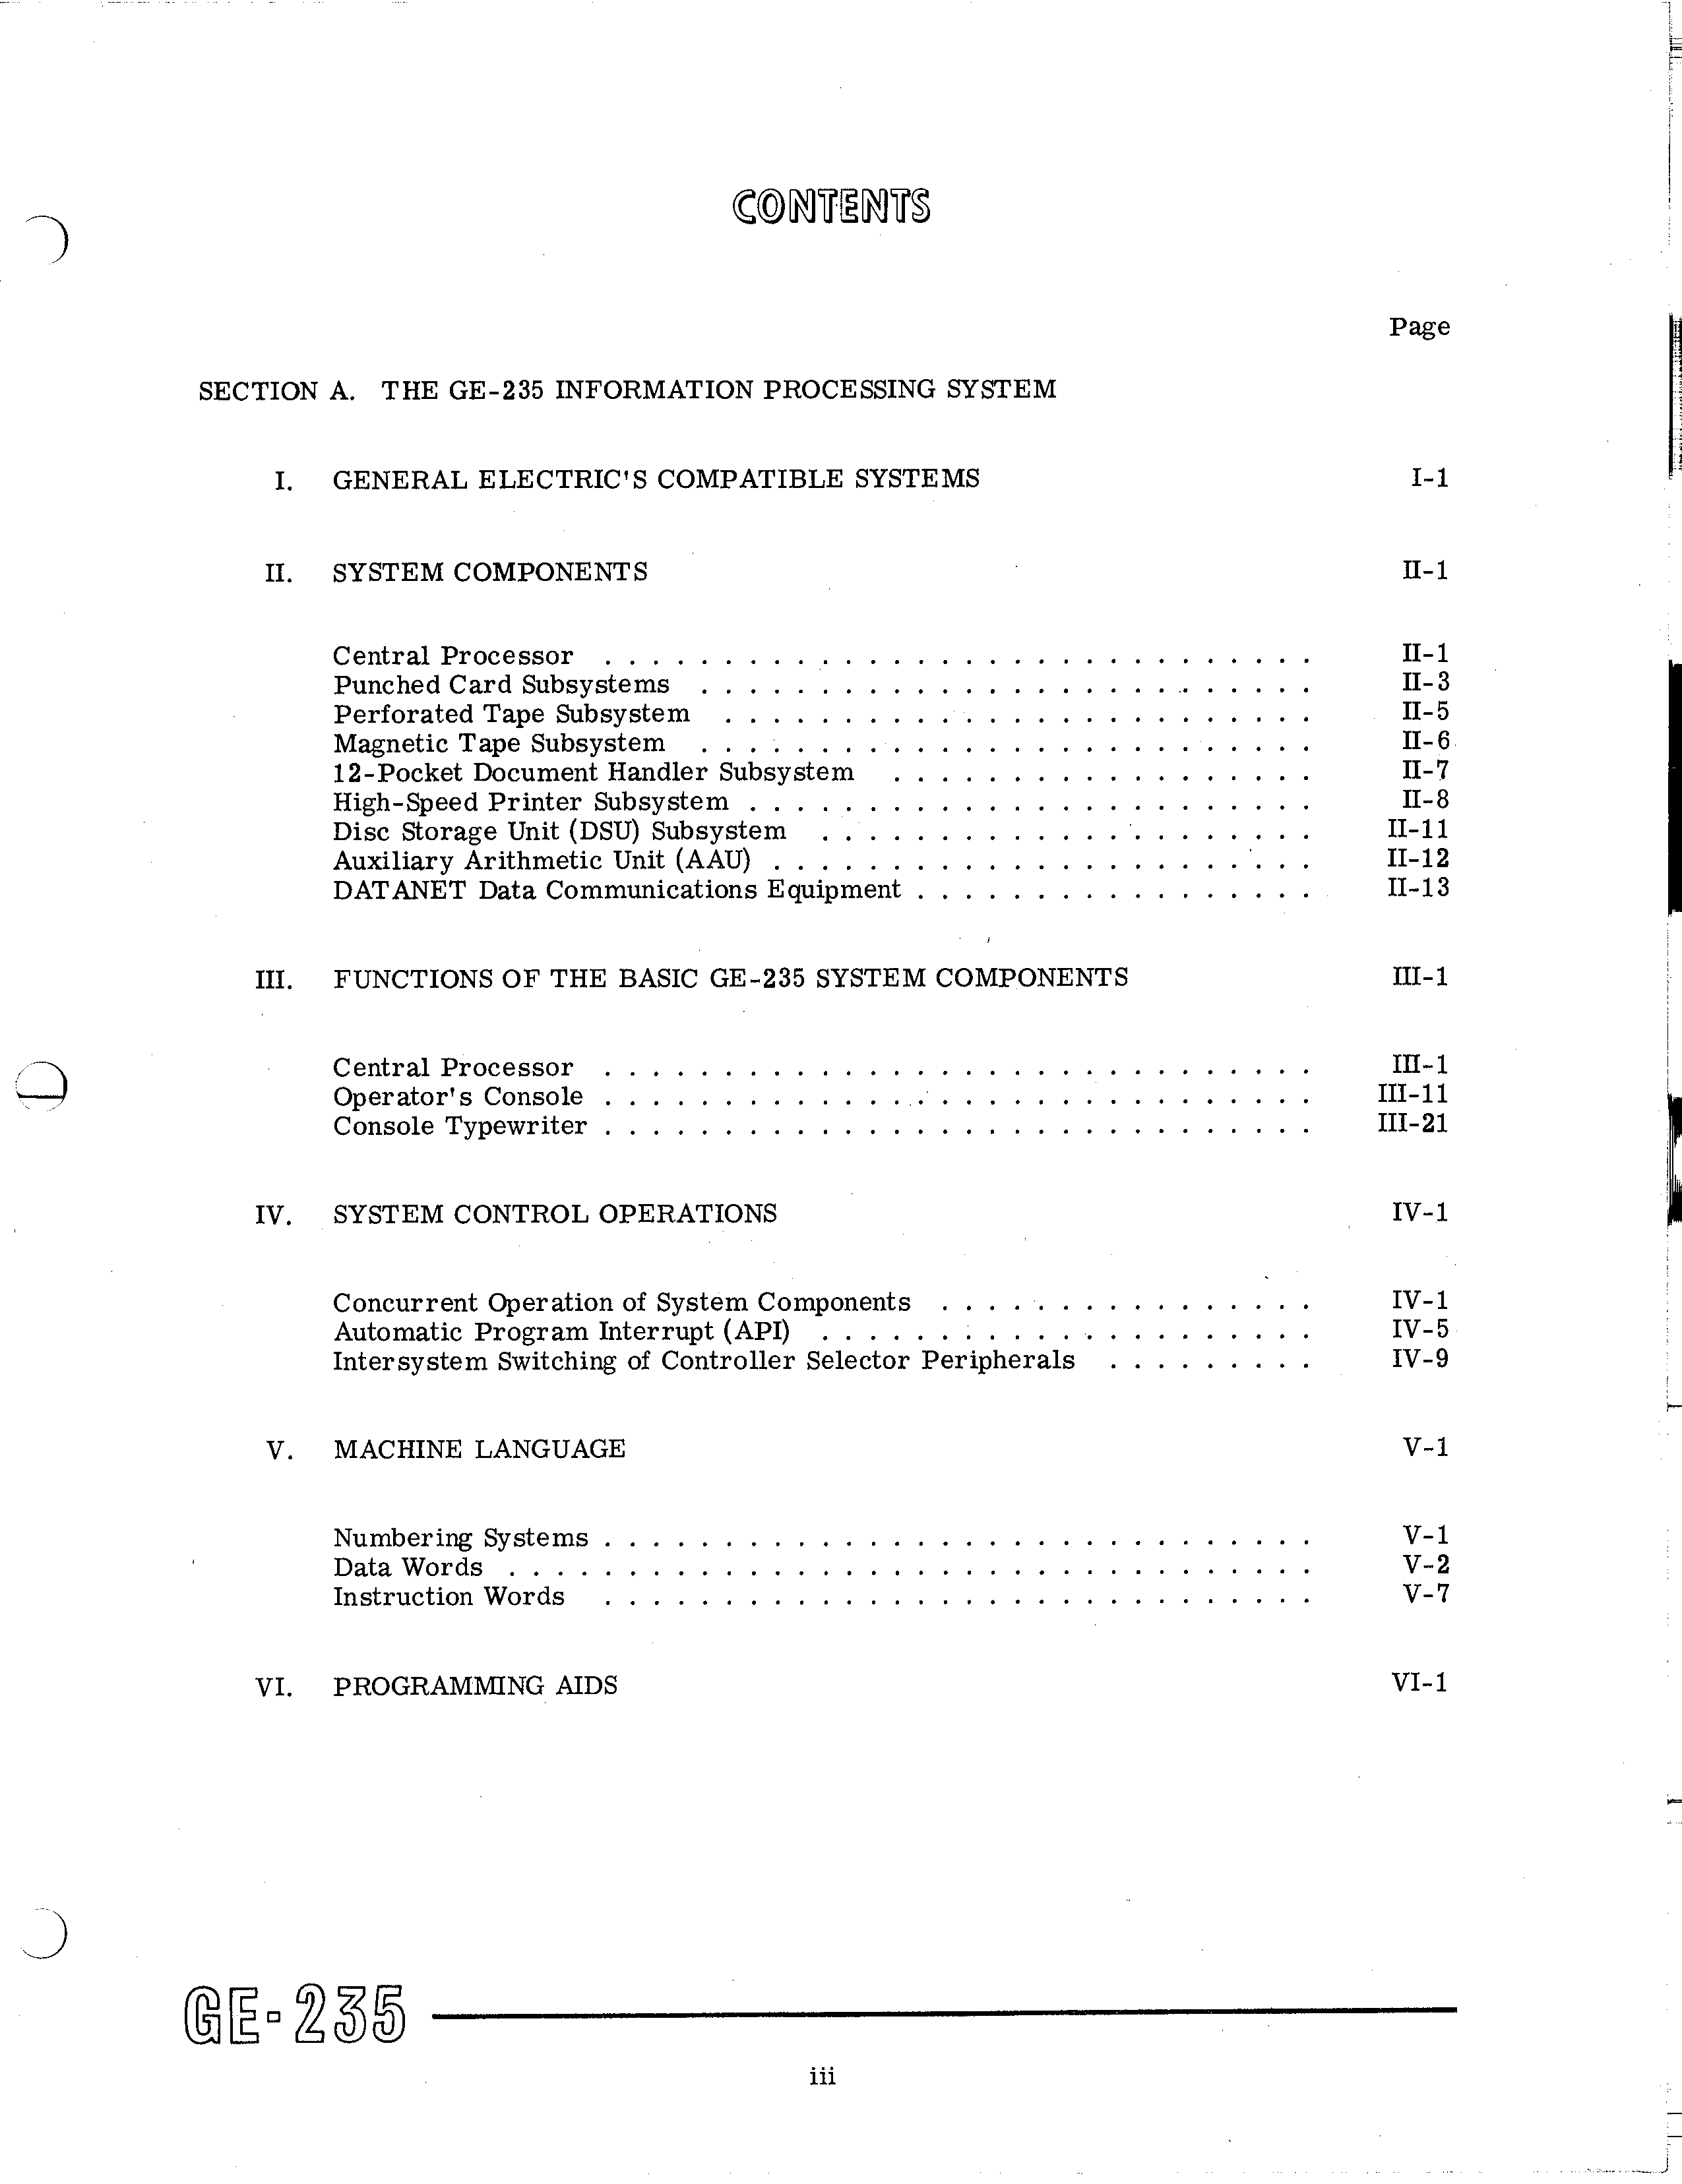 CONTENTS
Page
SECTION A. THE GE-235 INFORMATION PROCESSING SYSTEM
I. GENERAL ELECTRIC'S COMPATIBLE SYSTEMS I-1
II. SYSTEM COMPONENTS II-1
Central Processor . . . . . . . . . . . . . . . . . . . . . . . . . . . . . . II-1
Punched Card Subsystems . . . . . . . . . . . . . . . . . . . . . . . . . . II-3
Perforated Tape Subsystem . . . . . . . . . . . . . . . . . . . . . . . . . II-5
Magnetic Tape Subsystem . . . . . . . . . . . . . . . . . . . . . . . . . . II-6
12-Pocket Document Handler Subsystem . . . . . . . . . . . . . . . . . . II-7
High-Speed Printer Subsystem . . . . . . . . . . . . . . . . . . . . . . . . II-8
Disc Storage Unit (DSU) Subsystem . . . . . . . . . . . . . . . . . . . . . II-11
Auxiliary Arithmetic Unit (AAU) . . . . . . . . . . . . . . . . . . . . . . . II-12
DATANET Data Communications Equipment . . . . . . . . . . . . . . . . . II-13
III. FUNCTIONS OF THE BASIC GE-235 SYSTEM COMPONENTS III-1
Central Processor . . . . . . . . . . . . . . . . . . . . . . . . . . . . . . III-1
Operator's Console . . . . . . . . . . . . . . . . . . . . . . . . . . . . . . III-11
Console Typewriter . . . . . . . . . . . . . . . . . . . . . . . . . . . . . . III-21
IV. SYSTEM CONTROL OPERATIONS IV-1
Concurrent Operation of System Components . . . . . . . . . . . . . . . . IV-1
Automatic Program Interrupt (API) . . . . . . . . . . . . . . . . . . . . . IV-5
Intersystem Switching of Controller Selector Peripherals . . . . . . . . . IV-9
V. MACHINE LANGUAGE V-1
Numbering Systems . . . . . . . . . . . . . . . . . . . . . . . . . . . . . . V-1
Data Words . . . . . . . . . . . . . . . . . . . . . . . . . . . . . . . . . . V-2
Instruction Words . . . . . . . . . . . . . . . . . . . . . . . . . . . . . . V-7
VI. PROGRAMMING AIDS VI-1
GE-235
iii